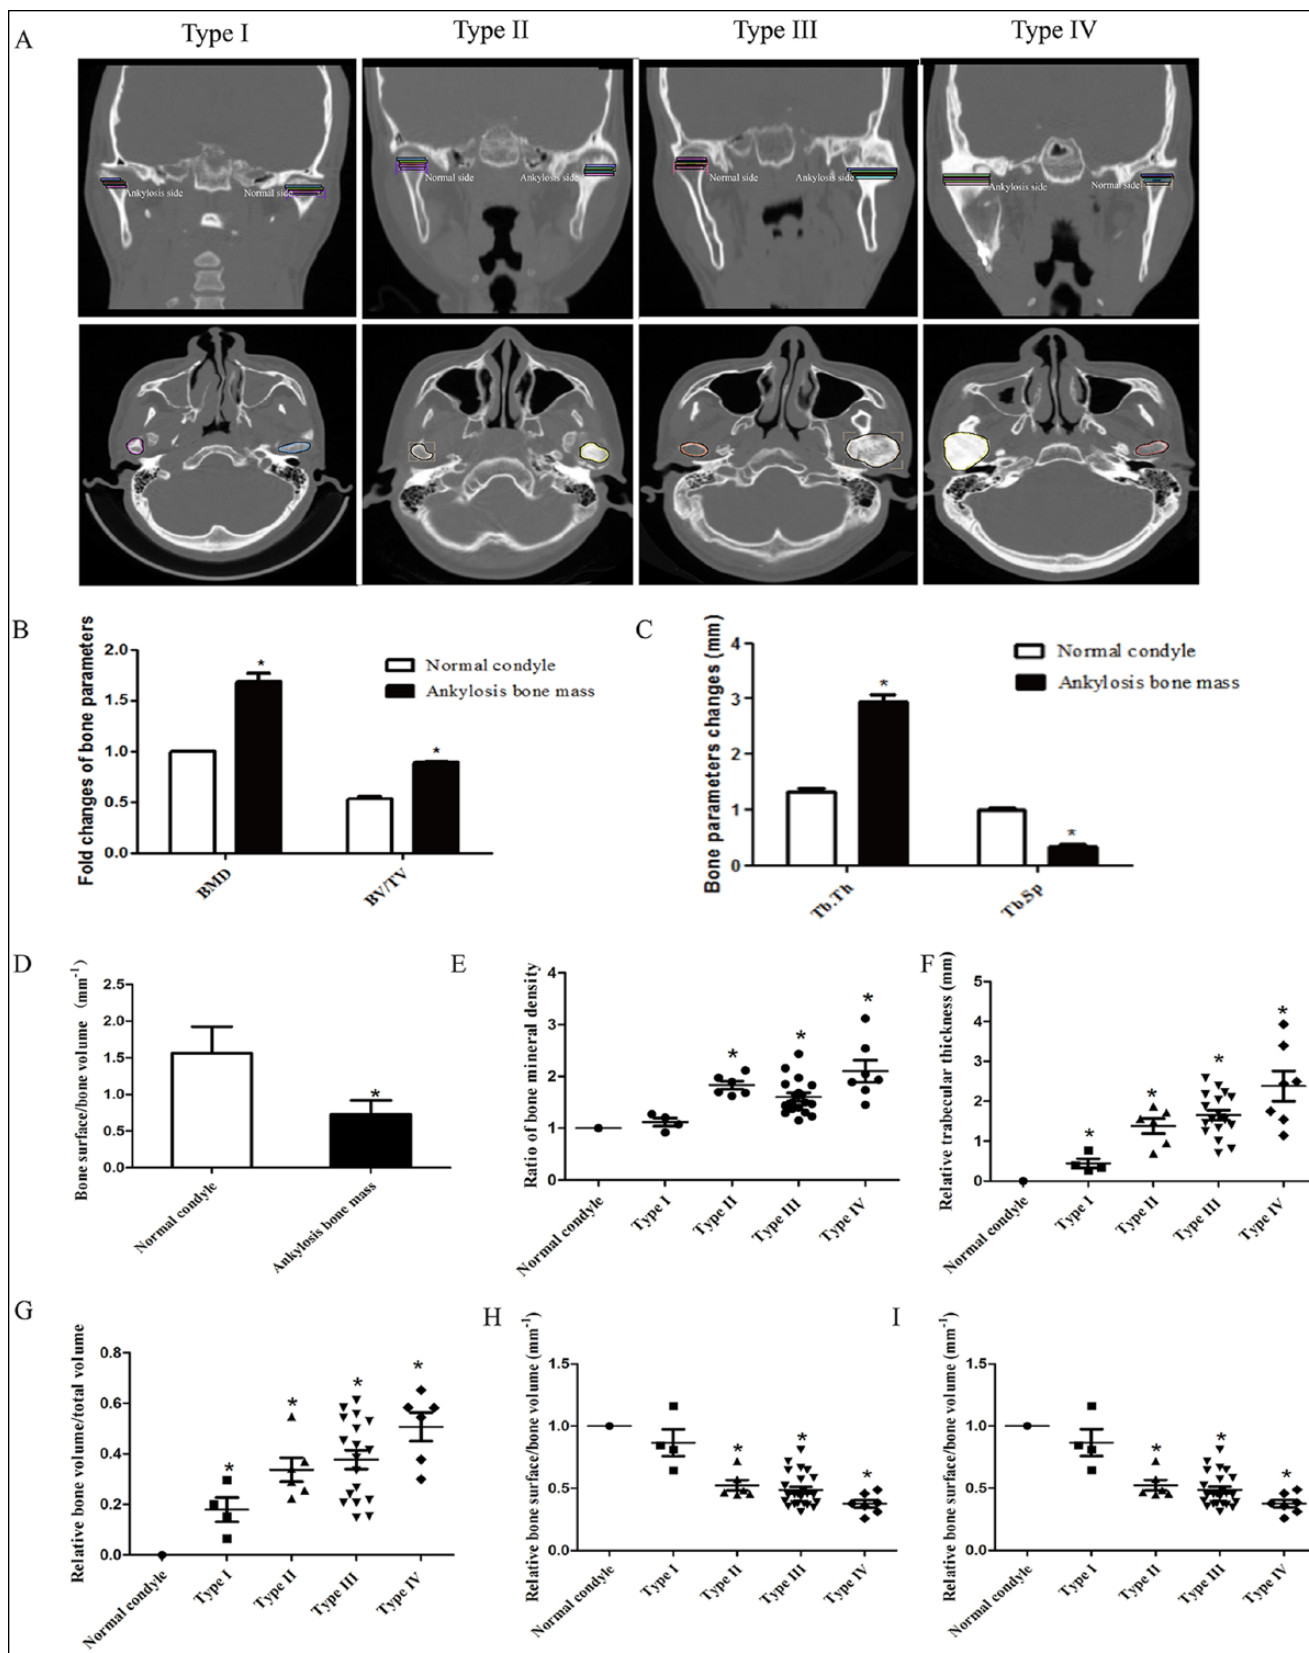 A
Type I
Type II
Type III
Type IV
Ankylosis side
Normal side
Normal side
Ankylosis side
Normal side
Ankylosis side
Ankylosis side
Normal side
B
Fold changes of bone parameters
2.0
1.5
1.0
0.5
0.0
*
*
Normal condyle
Ankylosis bone mass
BMD
BV/TV
C
Bone parameters changes (mm)
4
3
2
1
0
*
*
Normal condyle
Ankylosis bone mass
Tb.Th
Tb.Sp
D
Bone surface/bone volume (mm-1)
2.5
2.0
1.5
1.0
0.5
0.0
*
Normal condyle
Ankylosis bone mass
E
Ratio of bone mineral density
4
3
2
1
0
*
*
*
Normal condyle
Type I
Type II
Type III
Type IV
F
Relative trabecular thickness (mm)
5
4
3
2
1
0
*
*
*
*
Normal condyle
Type I
Type II
Type III
Type IV
G
Relative bone volume/total volume
0.8
0.6
0.4
0.2
0.0
*
*
*
*
Normal condyle
Type I
Type II
Type III
Type IV
H
Relative bone surface/bone volume (mm-1)
1.5
1.0
0.5
0.0
*
*
*
Normal condyle
Type I
Type II
Type III
Type IV
I
Relative bone surface/bone volume (mm-1)
1.5
1.0
0.5
0.0
*
*
*
Normal condyle
Type I
Type II
Type III
Type IV